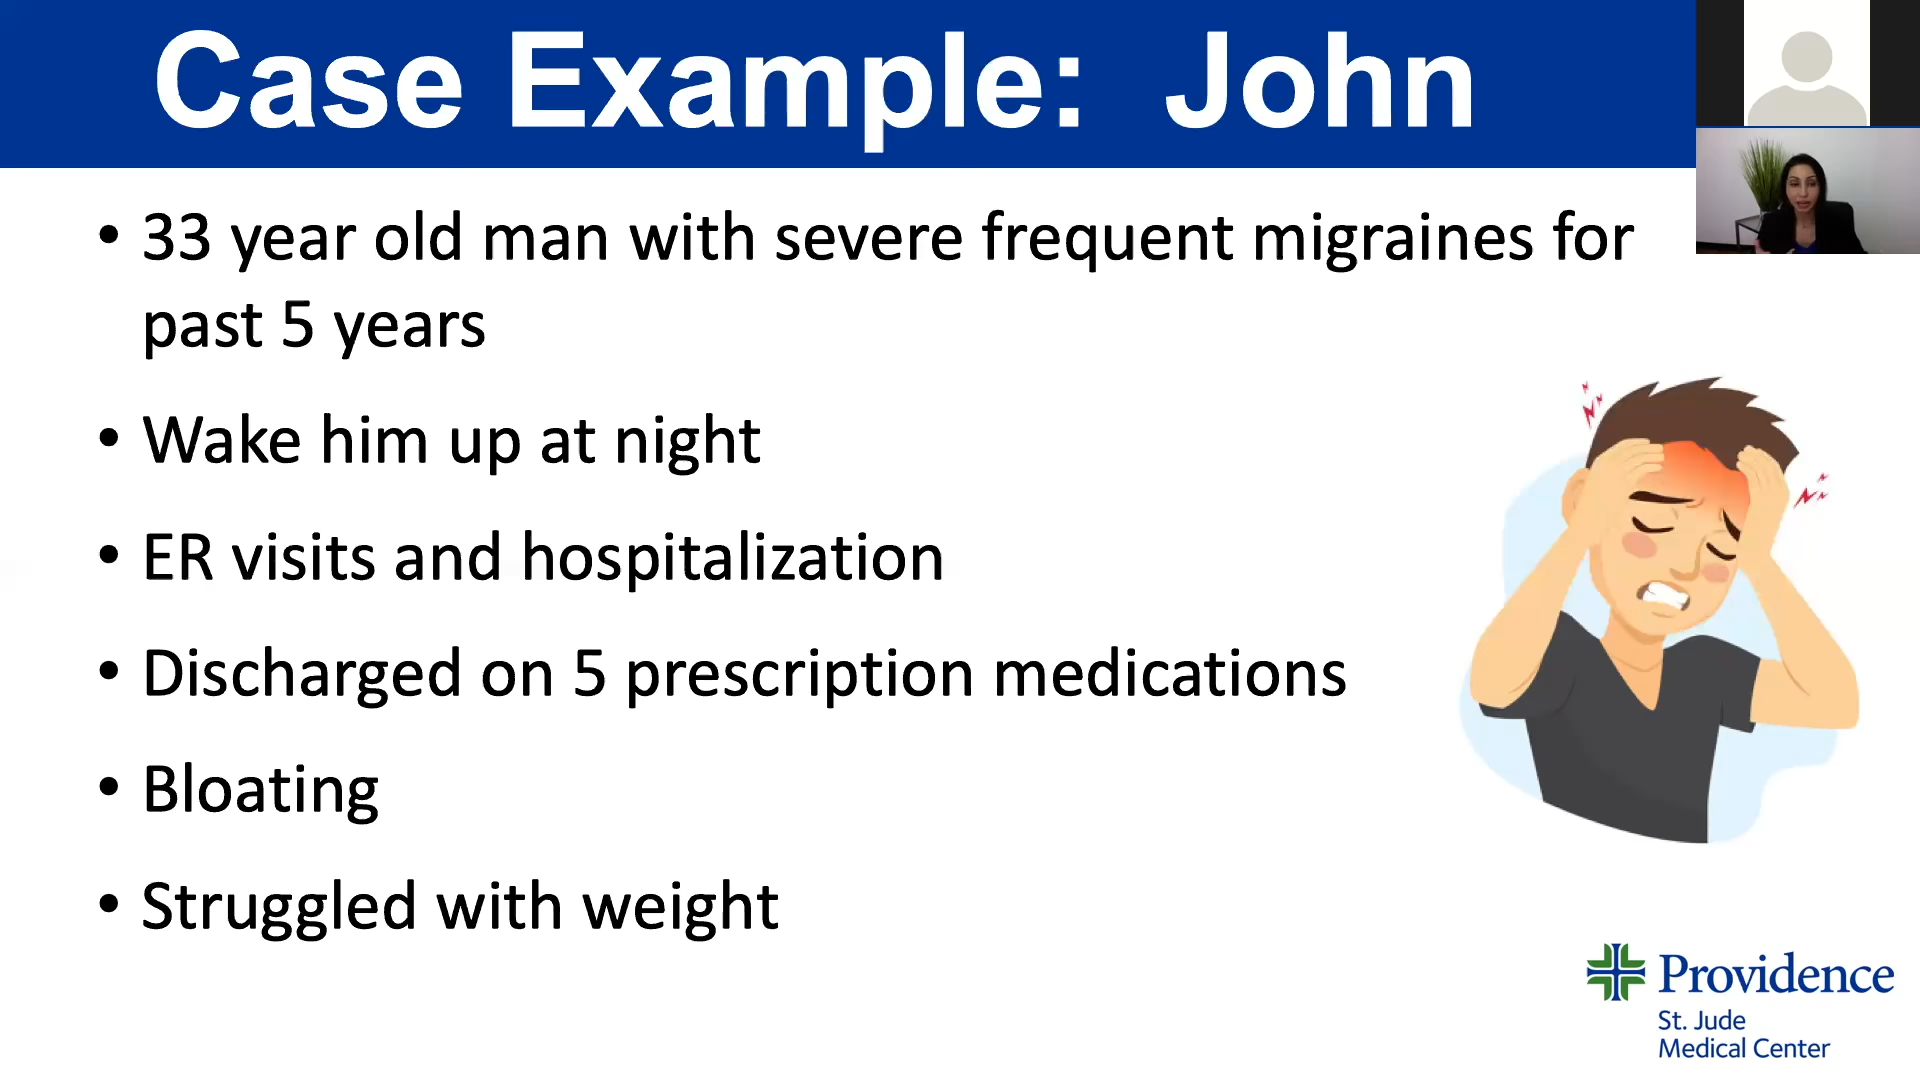 Case Example: John
• 33 year old man with severe frequent migraines for
past 5 years
• Wake him up at night
• ER visits and hospitalization
• Discharged on 5 prescription medications
• Bloating
• Struggled with weight
Providence
St. Jude
Medical Center